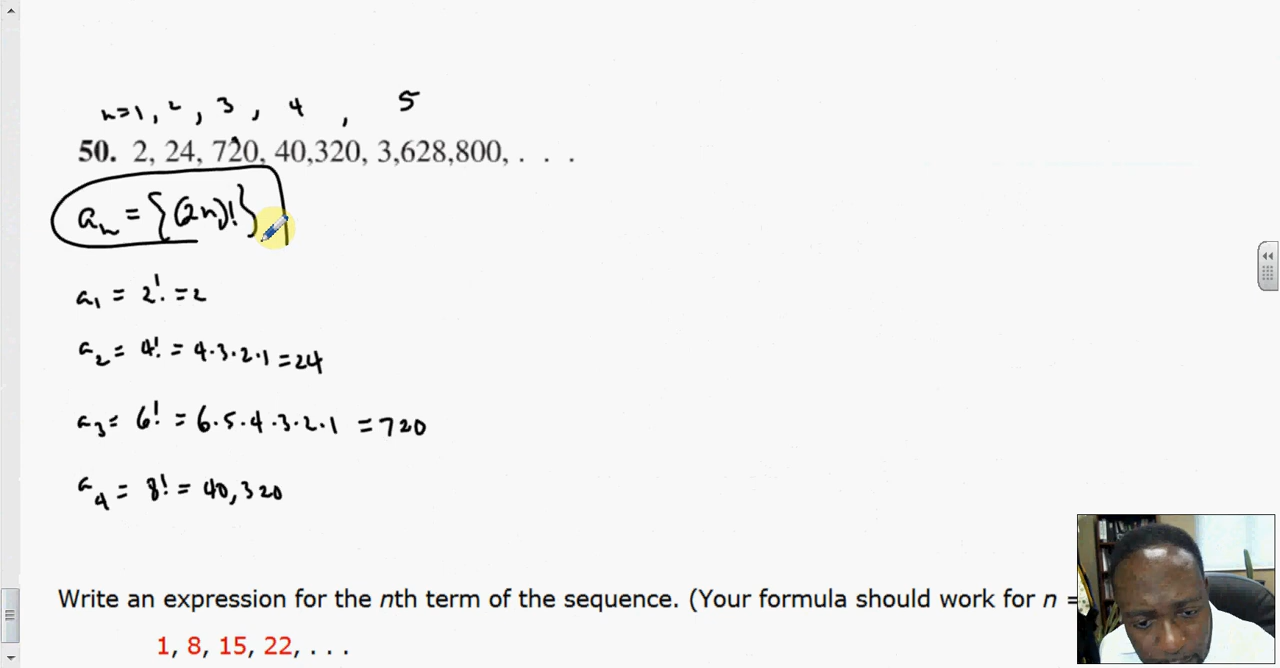 n=1, 2, 3, 4, 5
50. 2, 24, 720, 40,320, 3,628,800, . . .
aₙ = {(2n)!}
a₁ = 2! = 2
a₂ = 4! = 4·3·2·1 = 24
a₃ = 6! = 6·5·4·3·2·1 = 720
a₄ = 8! = 40,320
Write an expression for the nth term of the sequence. (Your formula should work for n =
1, 8, 15, 22, . . .